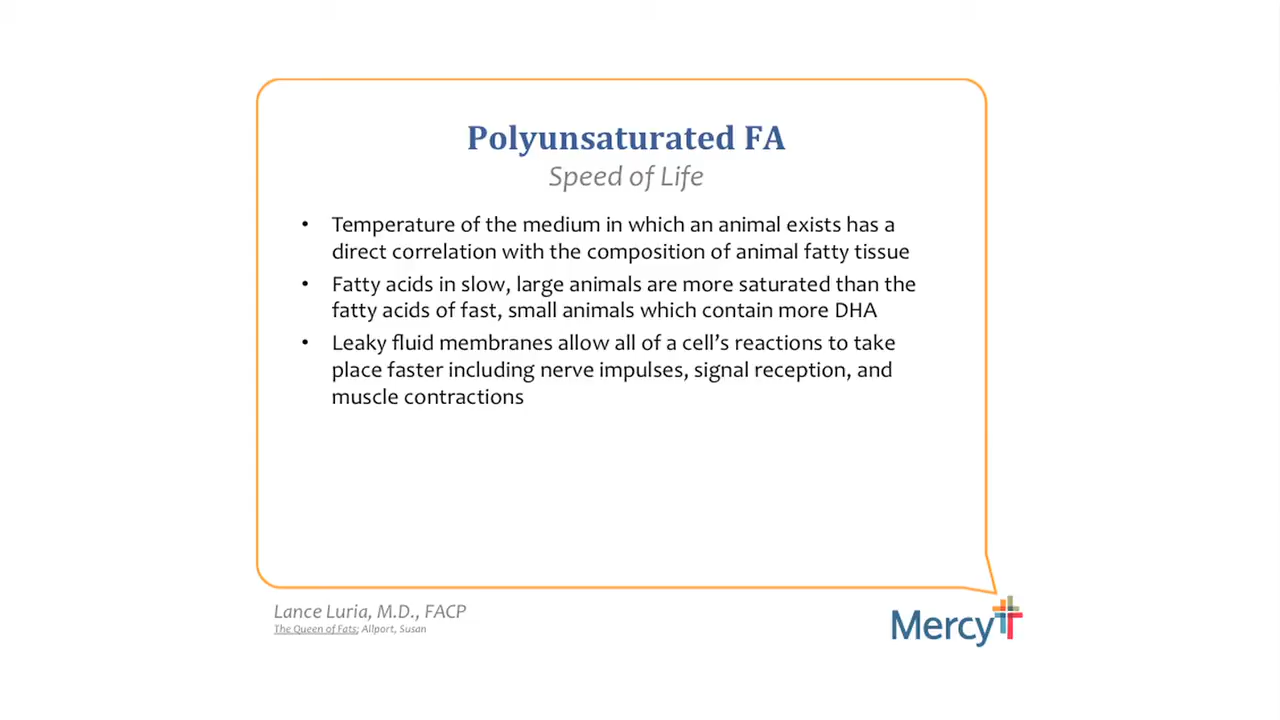 Polyunsaturated FA
Speed of Life
• Temperature of the medium in which an animal exists has a
direct correlation with the composition of animal fatty tissue
• Fatty acids in slow, large animals are more saturated than the
fatty acids of fast, small animals which contain more DHA
• Leaky fluid membranes allow all of a cell’s reactions to take
place faster including nerve impulses, signal reception, and
muscle contractions
Lance Luria, M.D., FACP
The Queen of Fats; Allport, Susan
Mercy